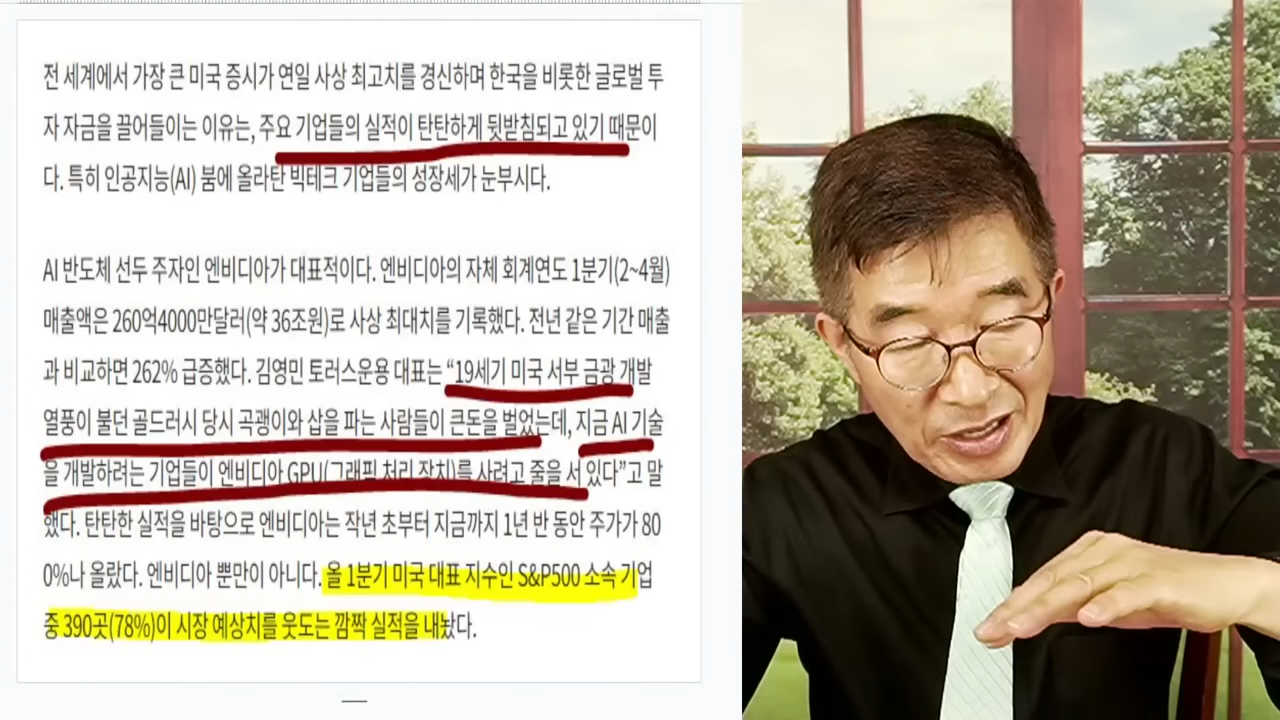 전 세계에서 가장 큰 미국 증시가 연일 사상 최고치를 경신하며 한국을 비롯한 글로벌 투
자 자금을 끌어들이는 이유는, 주요 기업들의 실적이 탄탄하게 뒷받침되고 있기 때문이
다. 특히 인공지능(AI) 붐에 올라탄 빅테크 기업들의 성장세가 눈부시다.
AI 반도체 선두 주자인 엔비디아가 대표적이다. 엔비디아의 자체 회계연도 1분기(2~4월)
매출액은 260억4000만달러(약 36조원)로 사상 최대치를 기록했다. 전년 같은 기간 매출
과 비교하면 262% 급증했다. 김영민 토러스운용 대표는 “19세기 미국 서부 금광 개발
열풍이 불던 골드러시 당시 곡괭이와 삽을 파는 사람들이 큰돈을 벌었는데, 지금 AI 기술
을 개발하려는 기업들이 엔비디아 GPU(그래픽 처리 장치)를 사려고 줄을 서 있다”고 말
했다. 탄탄한 실적을 바탕으로 엔비디아는 작년 초부터 지금까지 1년 반 동안 주가가 80
0%나 올랐다. 엔비디아 뿐만이 아니다. 올 1분기 미국 대표 지수인 S&P500 소속 기업
중 390곳(78%)이 시장 예상치를 웃도는 깜짝 실적을 내놨다.